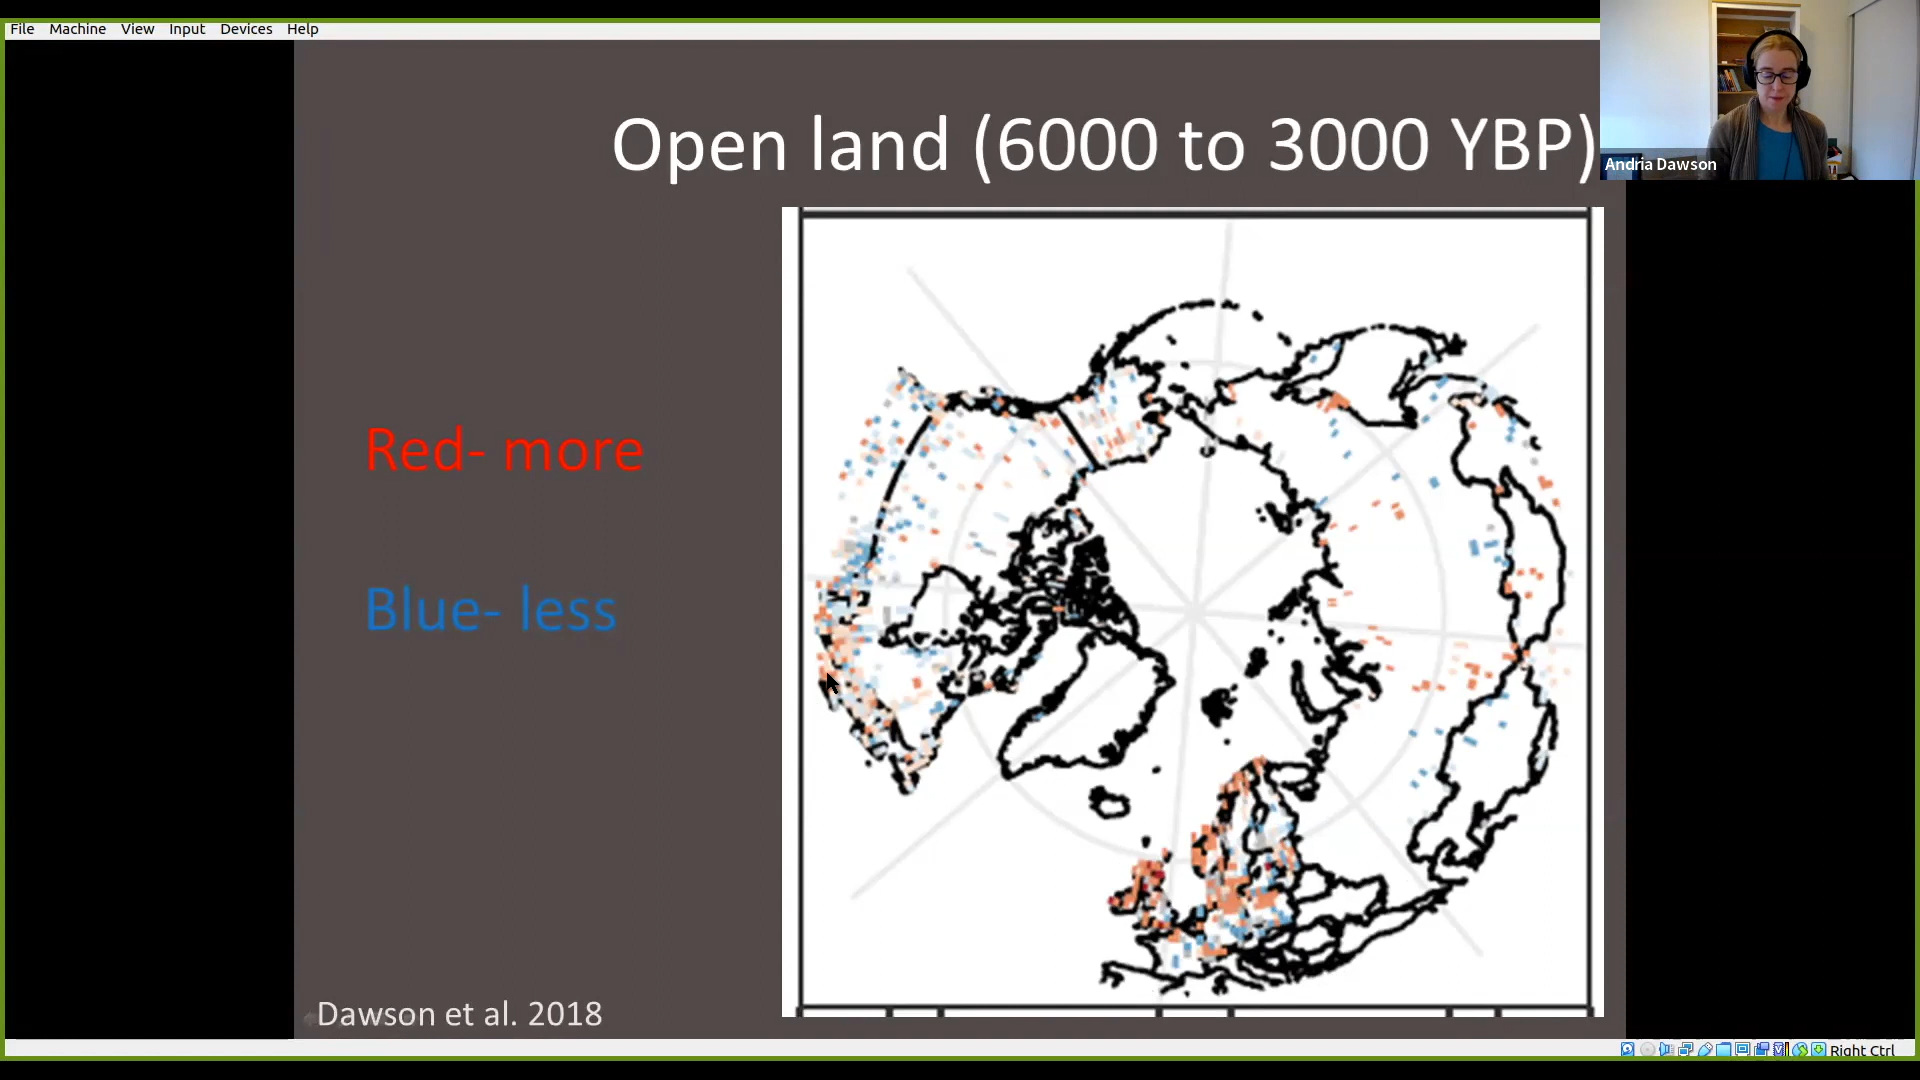 File Machine View Input Devices Help
Open land (6000 to 3000 YBP)
Andria Dawson
Red- more
Blue- less
Dawson et al. 2018
Right Ctrl